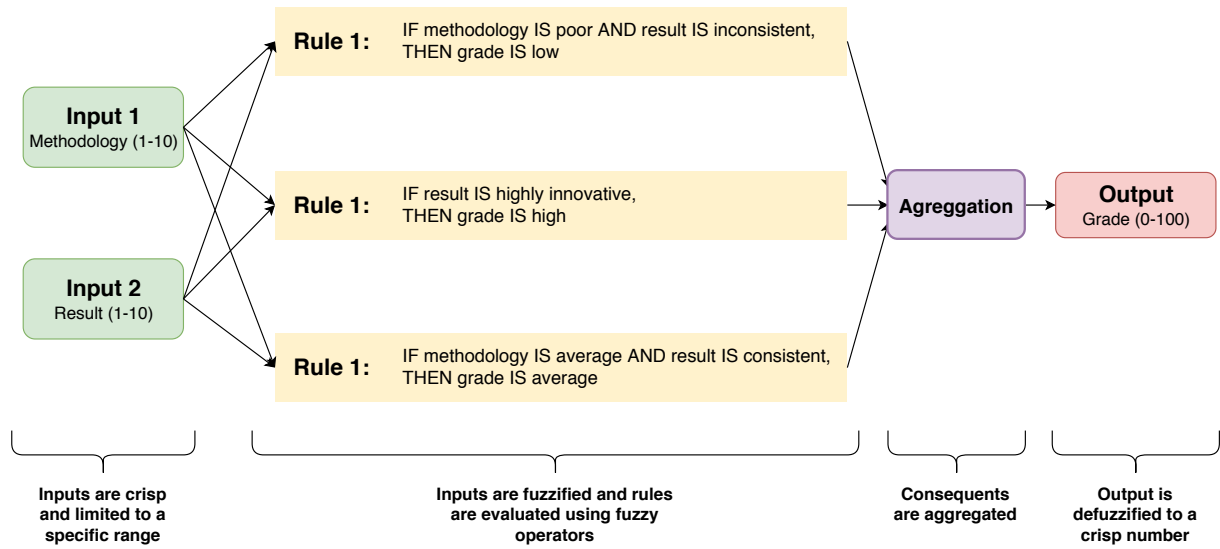 Input 1
Methodology (1-10)
Input 2
Result (1-10)
Rule 1:
IF methodology IS poor AND result IS inconsistent,
THEN grade IS low
Rule 1:
IF result IS highly innovative,
THEN grade IS high
Rule 1:
IF methodology IS average AND result IS consistent,
THEN grade IS average
Agreggation
Output
Grade (0-100)
Inputs are crisp
and limited to a
specific range
Inputs are fuzzified and rules
are evaluated using fuzzy
operators
Consequents
are aggregated
Output is
defuzzified to a
crisp number